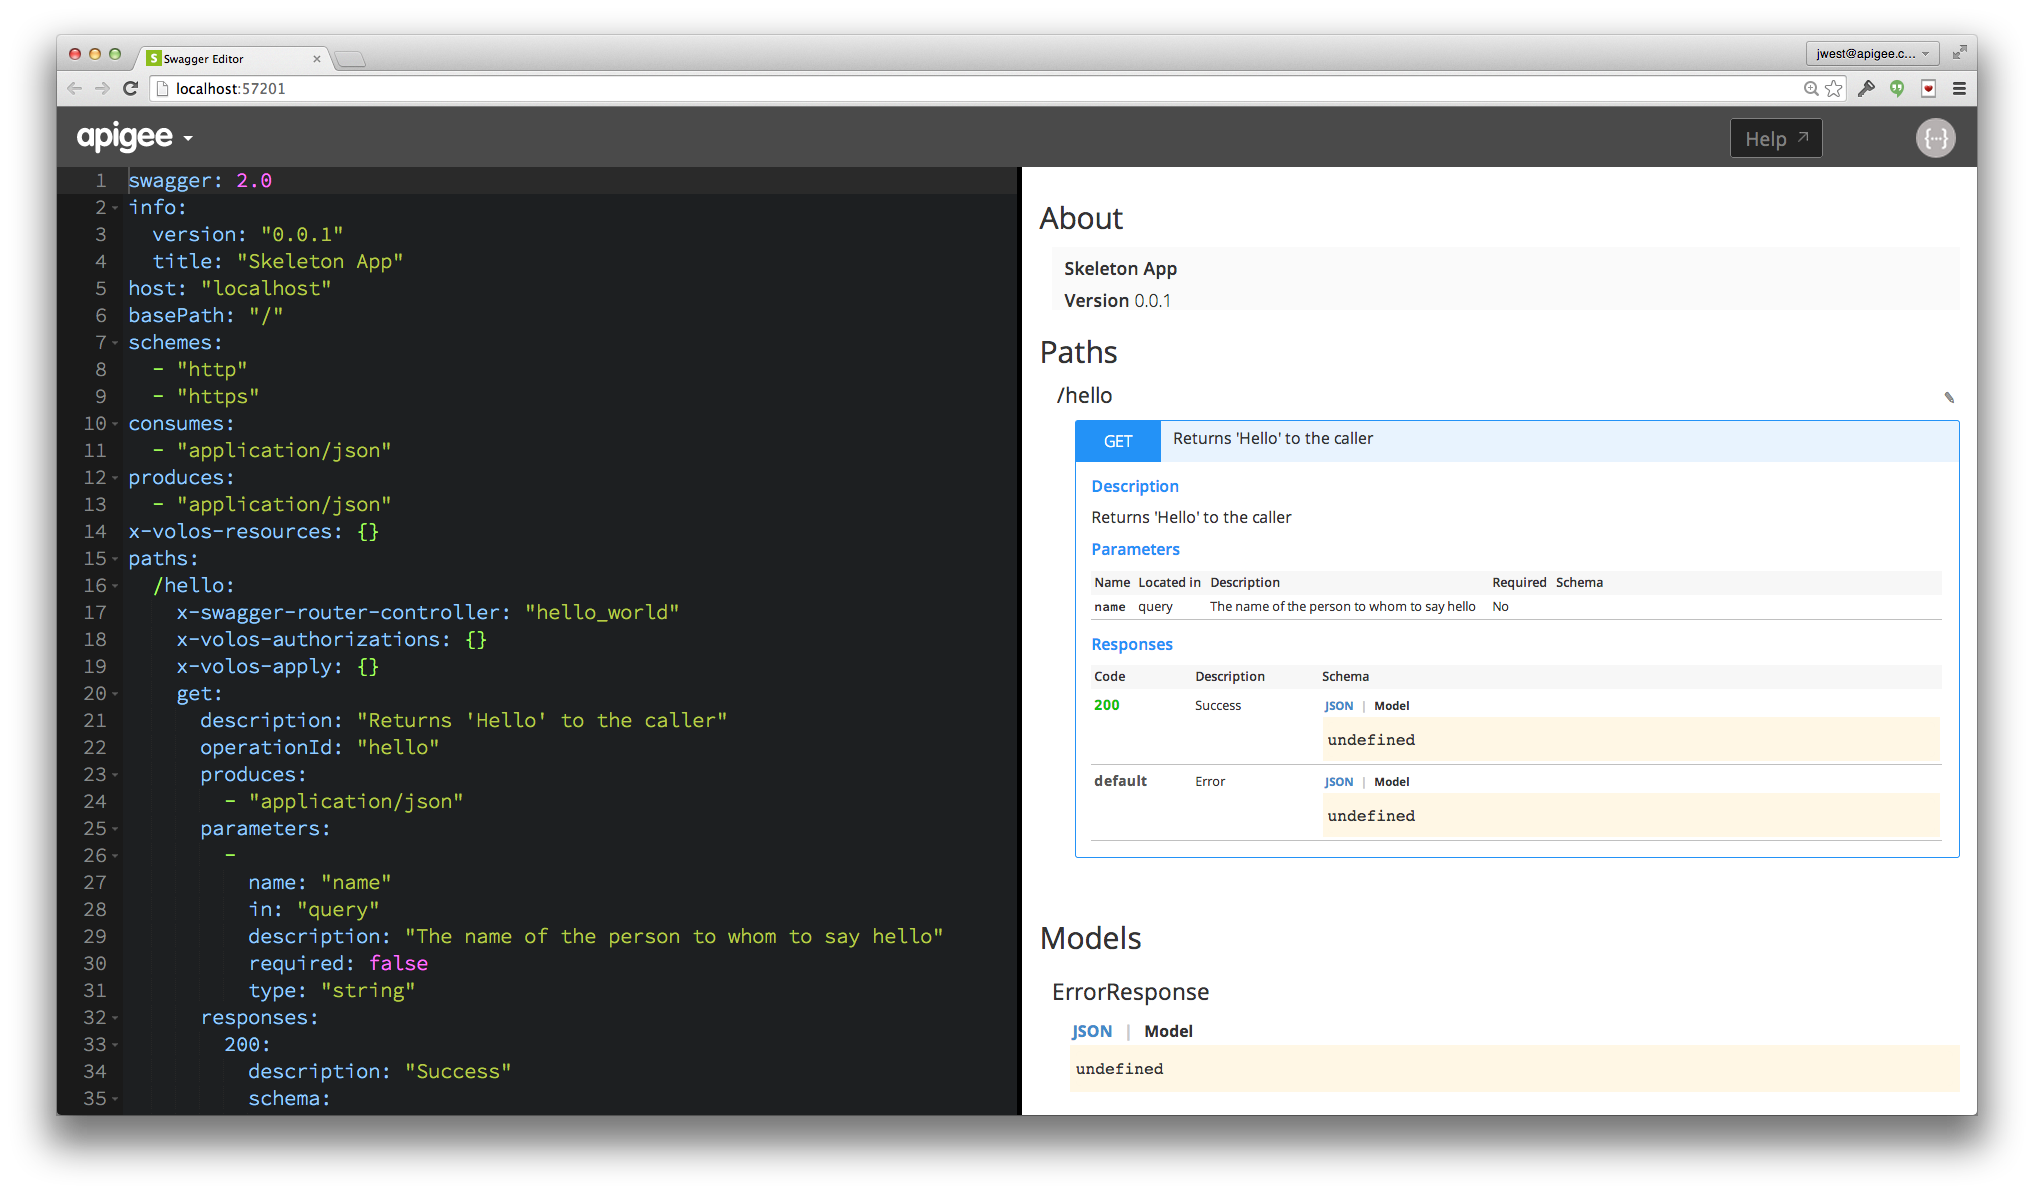 Swagger Editor
jwest@apigee.c...
localhost:57201
apigee
Help
{···}
1 swagger: 2.0
2 info:
3 version: "0.0.1"
4 title: "Skeleton App"
5 host: "localhost"
6 basePath: "/"
7 schemes:
8 - "http"
9 - "https"
10 consumes:
11 - "application/json"
12 produces:
13 - "application/json"
14 x-volos-resources: {}
15 paths:
16 /hello:
17 x-swagger-router-controller: "hello_world"
18 x-volos-authorizations: {}
19 x-volos-apply: {}
20 get:
21 description: "Returns 'Hello' to the caller"
22 operationId: "hello"
23 produces:
24 - "application/json"
25 parameters:
26 -
27 name: "name"
28 in: "query"
29 description: "The name of the person to whom to say hello"
30 required: false
31 type: "string"
32 responses:
33 200:
34 description: "Success"
35 schema:
About
Skeleton App
Version 0.0.1
Paths
/hello
GET Returns 'Hello' to the caller
Description
Returns 'Hello' to the caller
Parameters
Name Located in Description Required Schema
name query The name of the person to whom to say hello No
Responses
Code Description Schema
200 Success JSON | Model
undefined
default Error JSON | Model
undefined
Models
ErrorResponse
JSON | Model
undefined